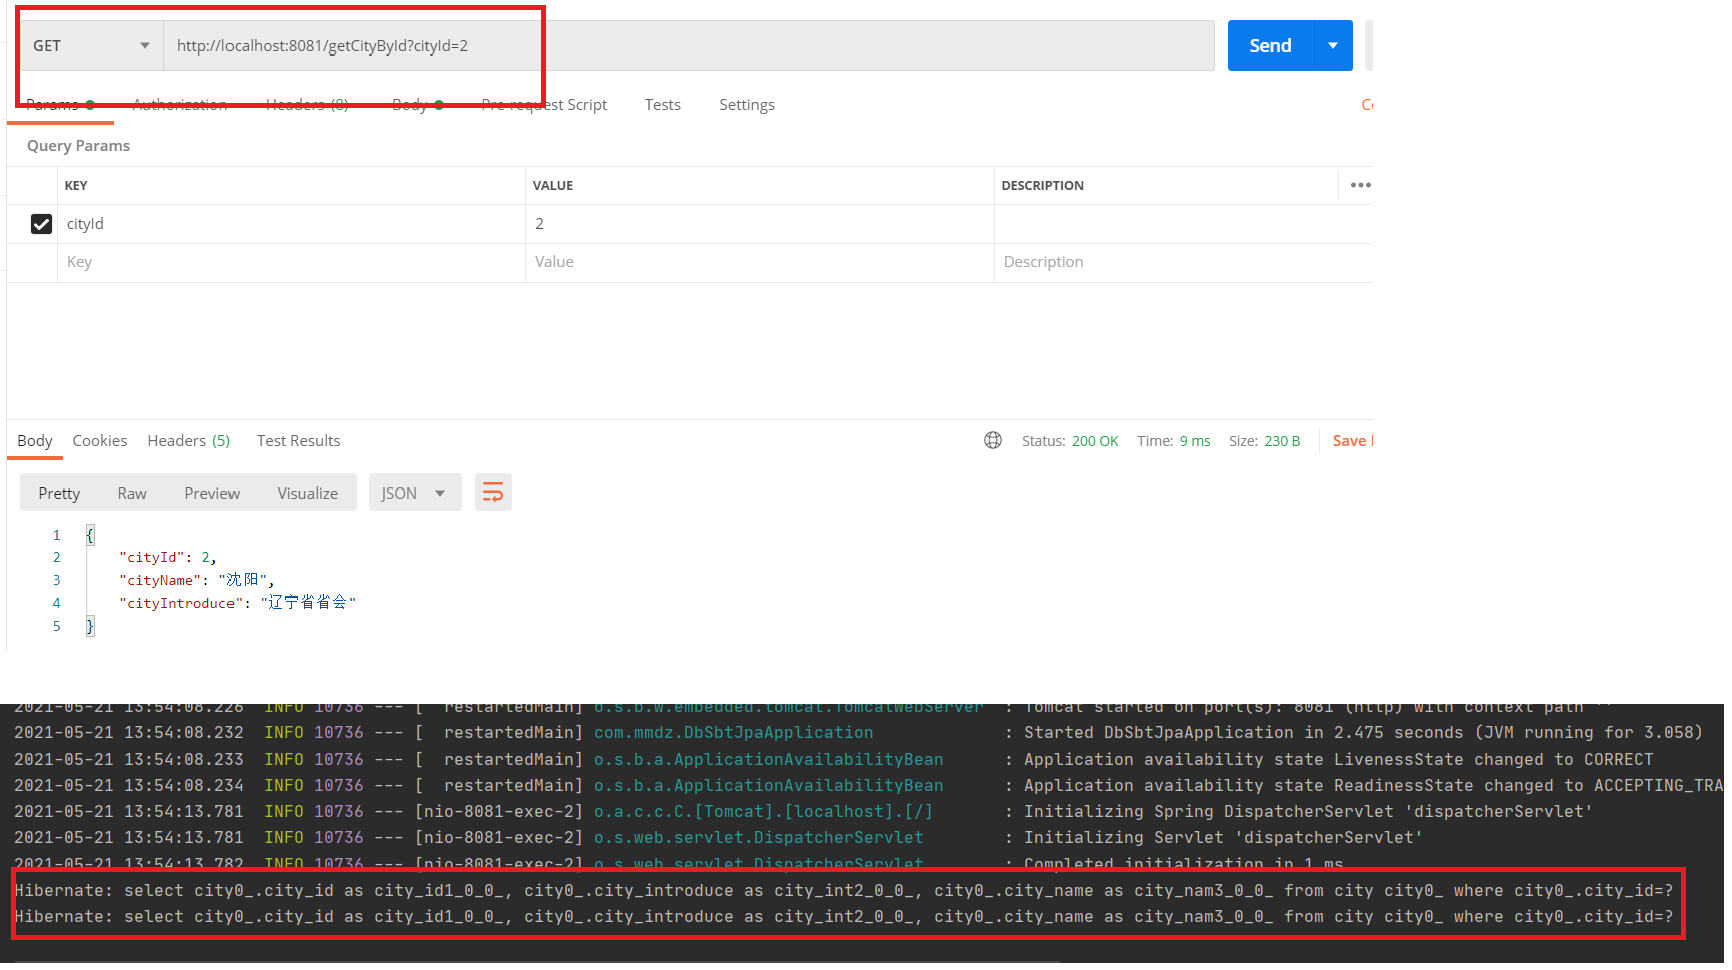 GET http://localhost:8081/getCityById?cityId=2 Send
Params Authorization Headers (8) Body Pre-request Script Tests Settings
Query Params
KEY VALUE DESCRIPTION •••
cityId 2
Key Value Description
Body Cookies Headers (5) Test Results Status: 200 OK Time: 9 ms Size: 230 B Save
Pretty Raw Preview Visualize JSON
1 {
2 "cityId": 2,
3 "cityName": "沈阳",
4 "cityIntroduce": "辽宁省省会"
5 }
2021-05-21 13:54:08.226 INFO 10736 --- [ restartedMain] o.s.b.w.embedded.tomcat.TomcatWebServer : Tomcat started on port(s): 8081 (http) with context path ''
2021-05-21 13:54:08.232 INFO 10736 --- [ restartedMain] com.mmdz.DbSbtJpaApplication : Started DbSbtJpaApplication in 2.475 seconds (JVM running for 3.058)
2021-05-21 13:54:08.233 INFO 10736 --- [ restartedMain] o.s.b.a.ApplicationAvailabilityBean : Application availability state LivenessState changed to CORRECT
2021-05-21 13:54:08.234 INFO 10736 --- [ restartedMain] o.s.b.a.ApplicationAvailabilityBean : Application availability state ReadinessState changed to ACCEPTING_TRA
2021-05-21 13:54:13.781 INFO 10736 --- [nio-8081-exec-2] o.a.c.c.C.[Tomcat].[localhost].[/] : Initializing Spring DispatcherServlet 'dispatcherServlet'
2021-05-21 13:54:13.781 INFO 10736 --- [nio-8081-exec-2] o.s.web.servlet.DispatcherServlet : Initializing Servlet 'dispatcherServlet'
2021-05-21 13:54:13.782 INFO 10736 --- [nio-8081-exec-2] o.s.web.servlet.DispatcherServlet : Completed initialization in 1 ms
Hibernate: select city0_.city_id as city_id1_0_0_, city0_.city_introduce as city_int2_0_0_, city0_.city_name as city_nam3_0_0_ from city city0_ where city0_.city_id=?
Hibernate: select city0_.city_id as city_id1_0_0_, city0_.city_introduce as city_int2_0_0_, city0_.city_name as city_nam3_0_0_ from city city0_ where city0_.city_id=?